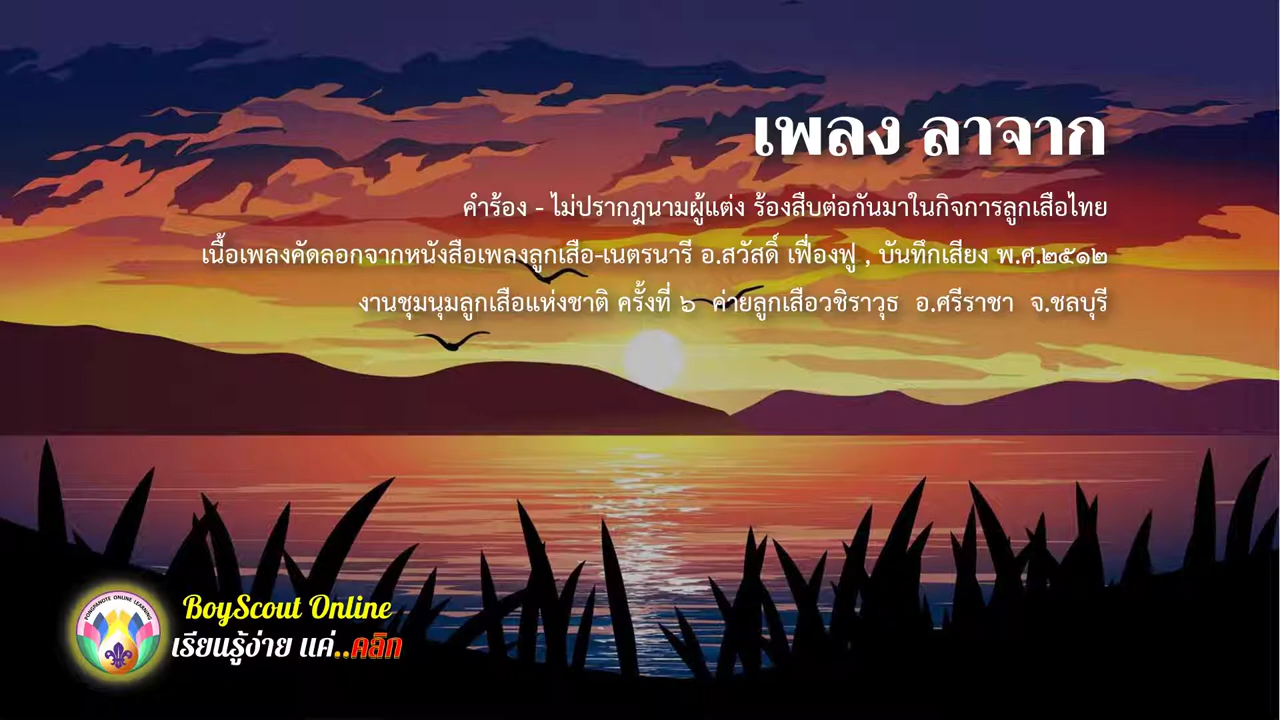 เพลง ลาจาก
คำร้อง - ไม่ปรากฎนามผู้แต่ง ร้องสืบต่อกันมาในกิจการลูกเสือไทย
เนื้อเพลงคัดลอกจากหนังสือเพลงลูกเสือ-เนตรนารี อ.สวัสดิ์ เฟื่องฟู , บันทึกเสียง พ.ศ.๒๕๑๒
งานชุมนุมลูกเสือแห่งชาติ ครั้งที่ ๖ ค่ายลูกเสือวชิราวุธ อ.ศรีราชา จ.ชลบุรี
PONGPANOTE ONLINE LEARNING
BoyScout Online
เรียนรู้ง่าย แค่..คลิก